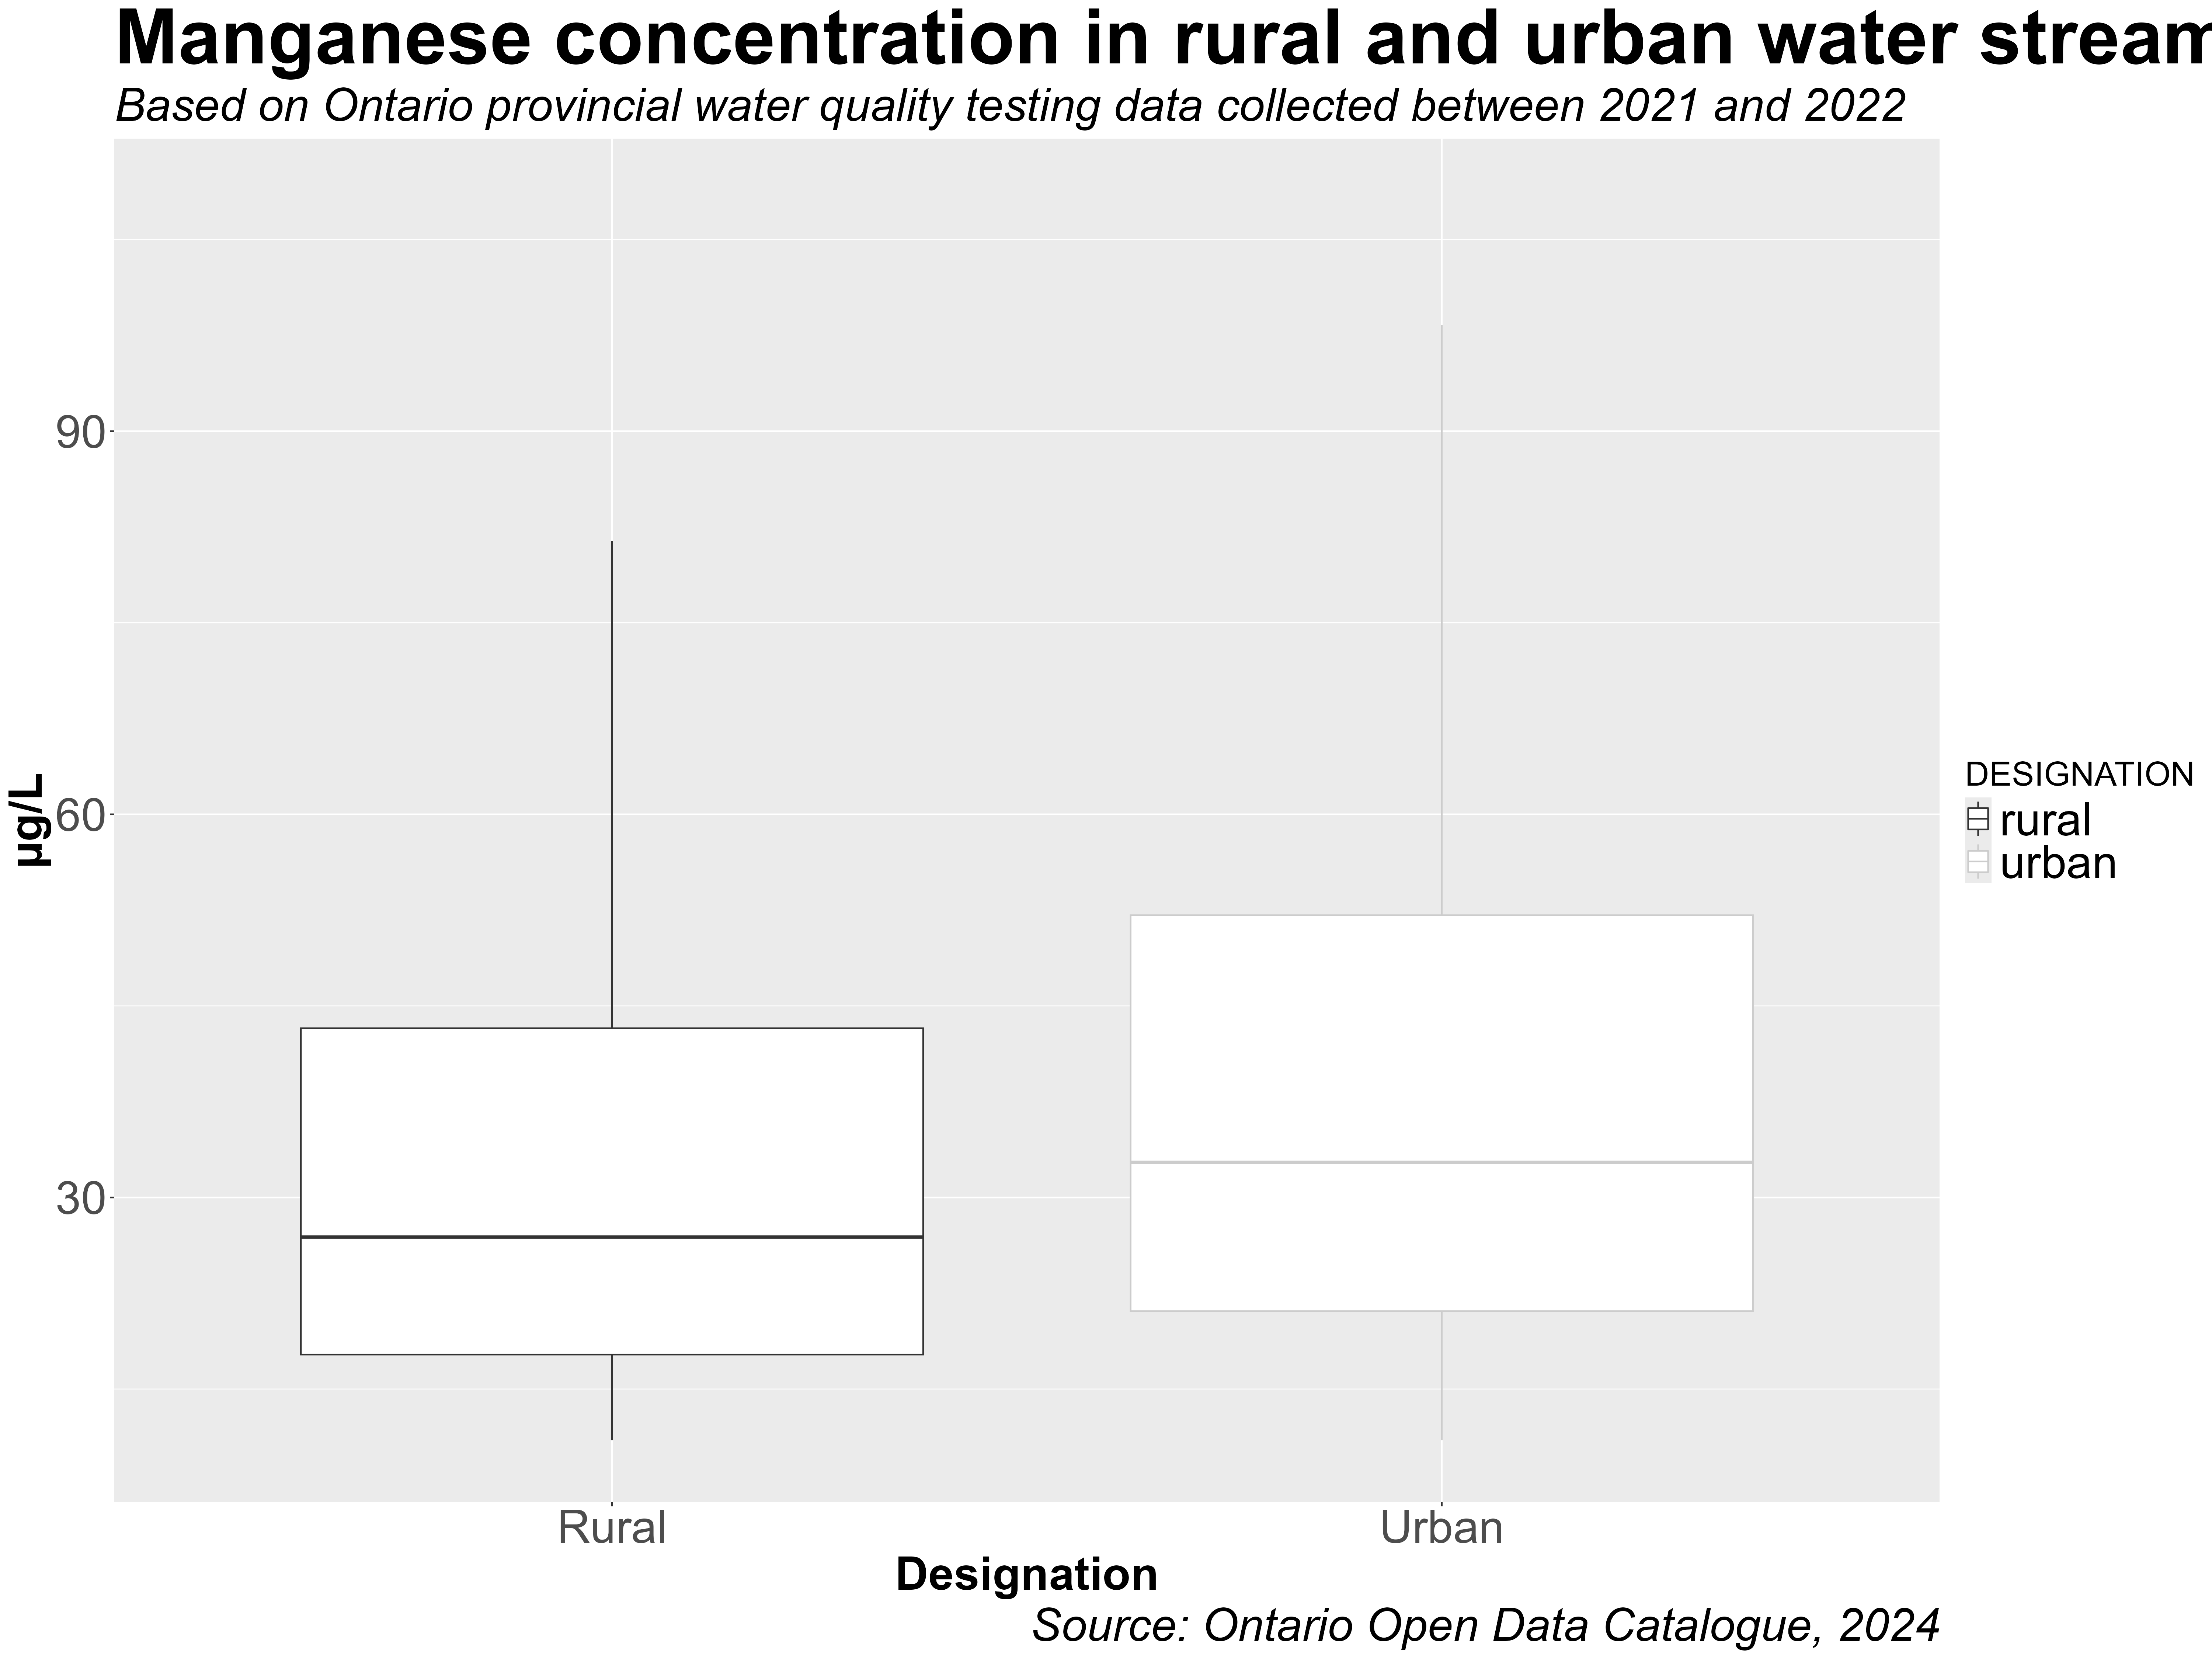 Manganese concentration in rural and urban water stream
Based on Ontario provincial water quality testing data collected between 2021 and 2022
90
60
30
µg/L
Rural
Urban
Designation
DESIGNATION
rural
urban
Source: Ontario Open Data Catalogue, 2024